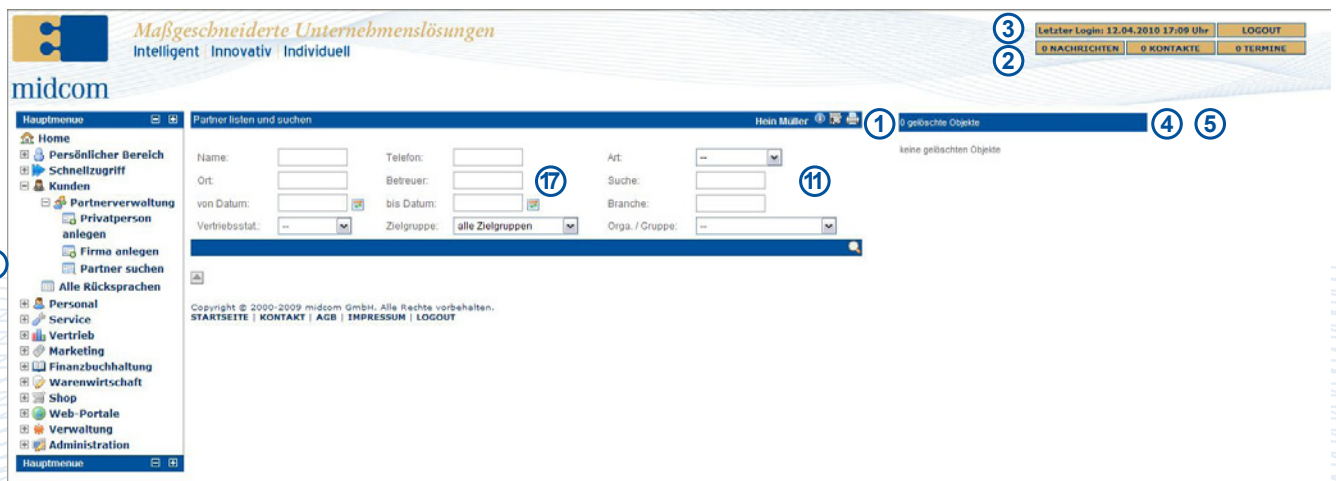 Maßgeschneiderte Unternehmenslösungen
Intelligent | Innovativ | Individuell
midcom
3 Letzter Login: 12.04.2010 17:09 Uhr LOGOUT
2 0 NACHRICHTEN 0 KONTAKTE 0 TERMINE
Hauptmenue
Home
Persönlicher Bereich
Schnellzugriff
Kunden
Partnerverwaltung
Privatperson
anlegen
Firma anlegen
Partner suchen
Alle Rücksprachen
Personal
Service
Vertrieb
Marketing
Finanzbuchhaltung
Warenwirtschaft
Shop
Web-Portale
Verwaltung
Administration
Hauptmenue
Partner listen und suchen Hein Müller 1
Name: Telefon: Art: --
Ort: Betreuer: 17 Suche: 11
von Datum: bis Datum: Branche:
Vertriebsstat.: -- Zielgruppe: alle Zielgruppen Orga. / Gruppe: --
Copyright © 2000-2009 midcom GmbH. Alle Rechte vorbehalten.
STARTSEITE | KONTAKT | AGB | IMPRESSUM | LOGOUT
0 gelöschte Objekte 4 5
keine gelöschten Objekte